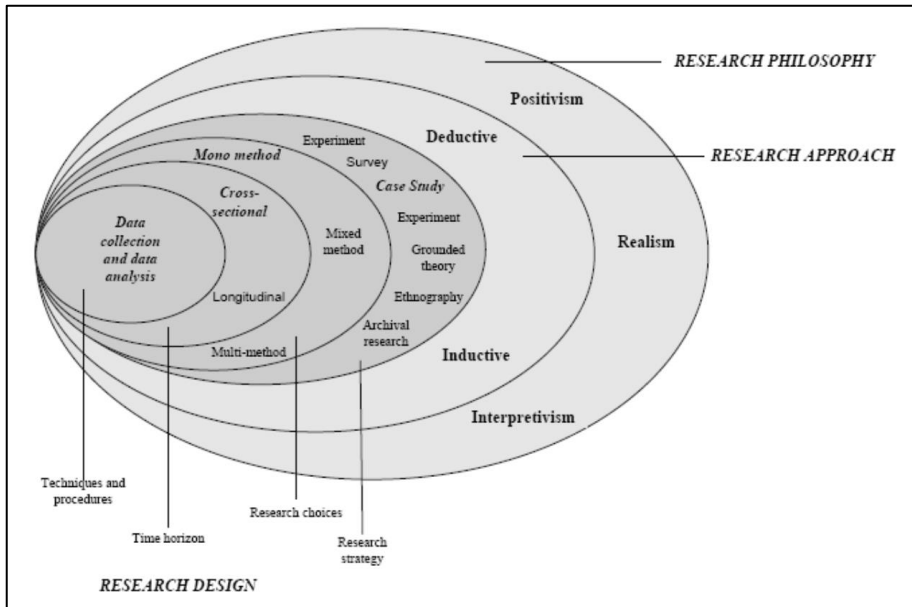 RESEARCH PHILOSOPHY
Positivism
Deductive
RESEARCH APPROACH
Experiment
Mono method
Survey
Case Study
Cross-
sectional
Data
collection
and data
analysis
Experiment
Mixed
method
Grounded
theory
Realism
Ethnography
Longitudinal
Archival
research
Multi-method
Inductive
Interpretivism
Techniques and
procedures
Time horizon
Research choices
Research
strategy
RESEARCH DESIGN